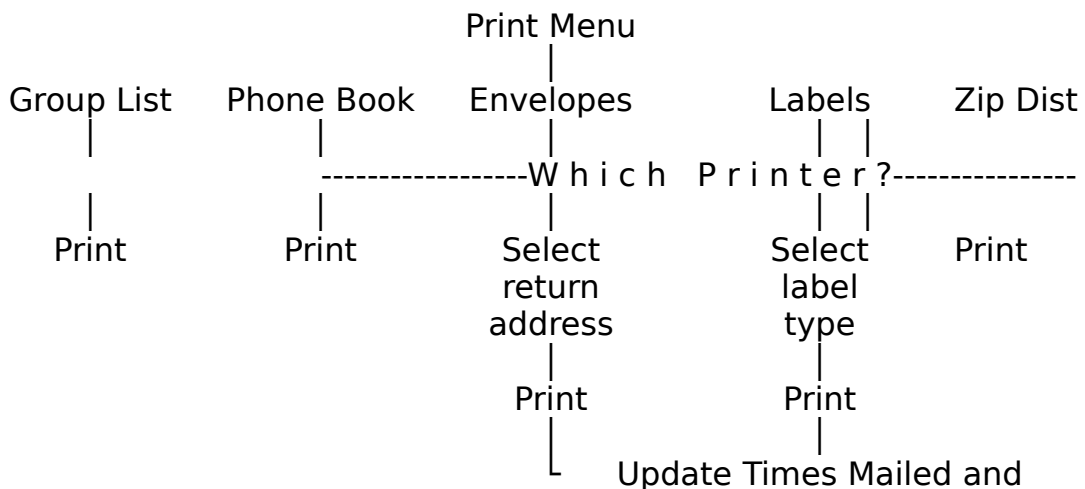 Print Menu
Group List Phone Book Envelopes Labels Zip Dist
------------------W h i c h P r i n t e r ?----------------
Print Print Select Select Print
return label
address type
Print Print
Update Times Mailed and